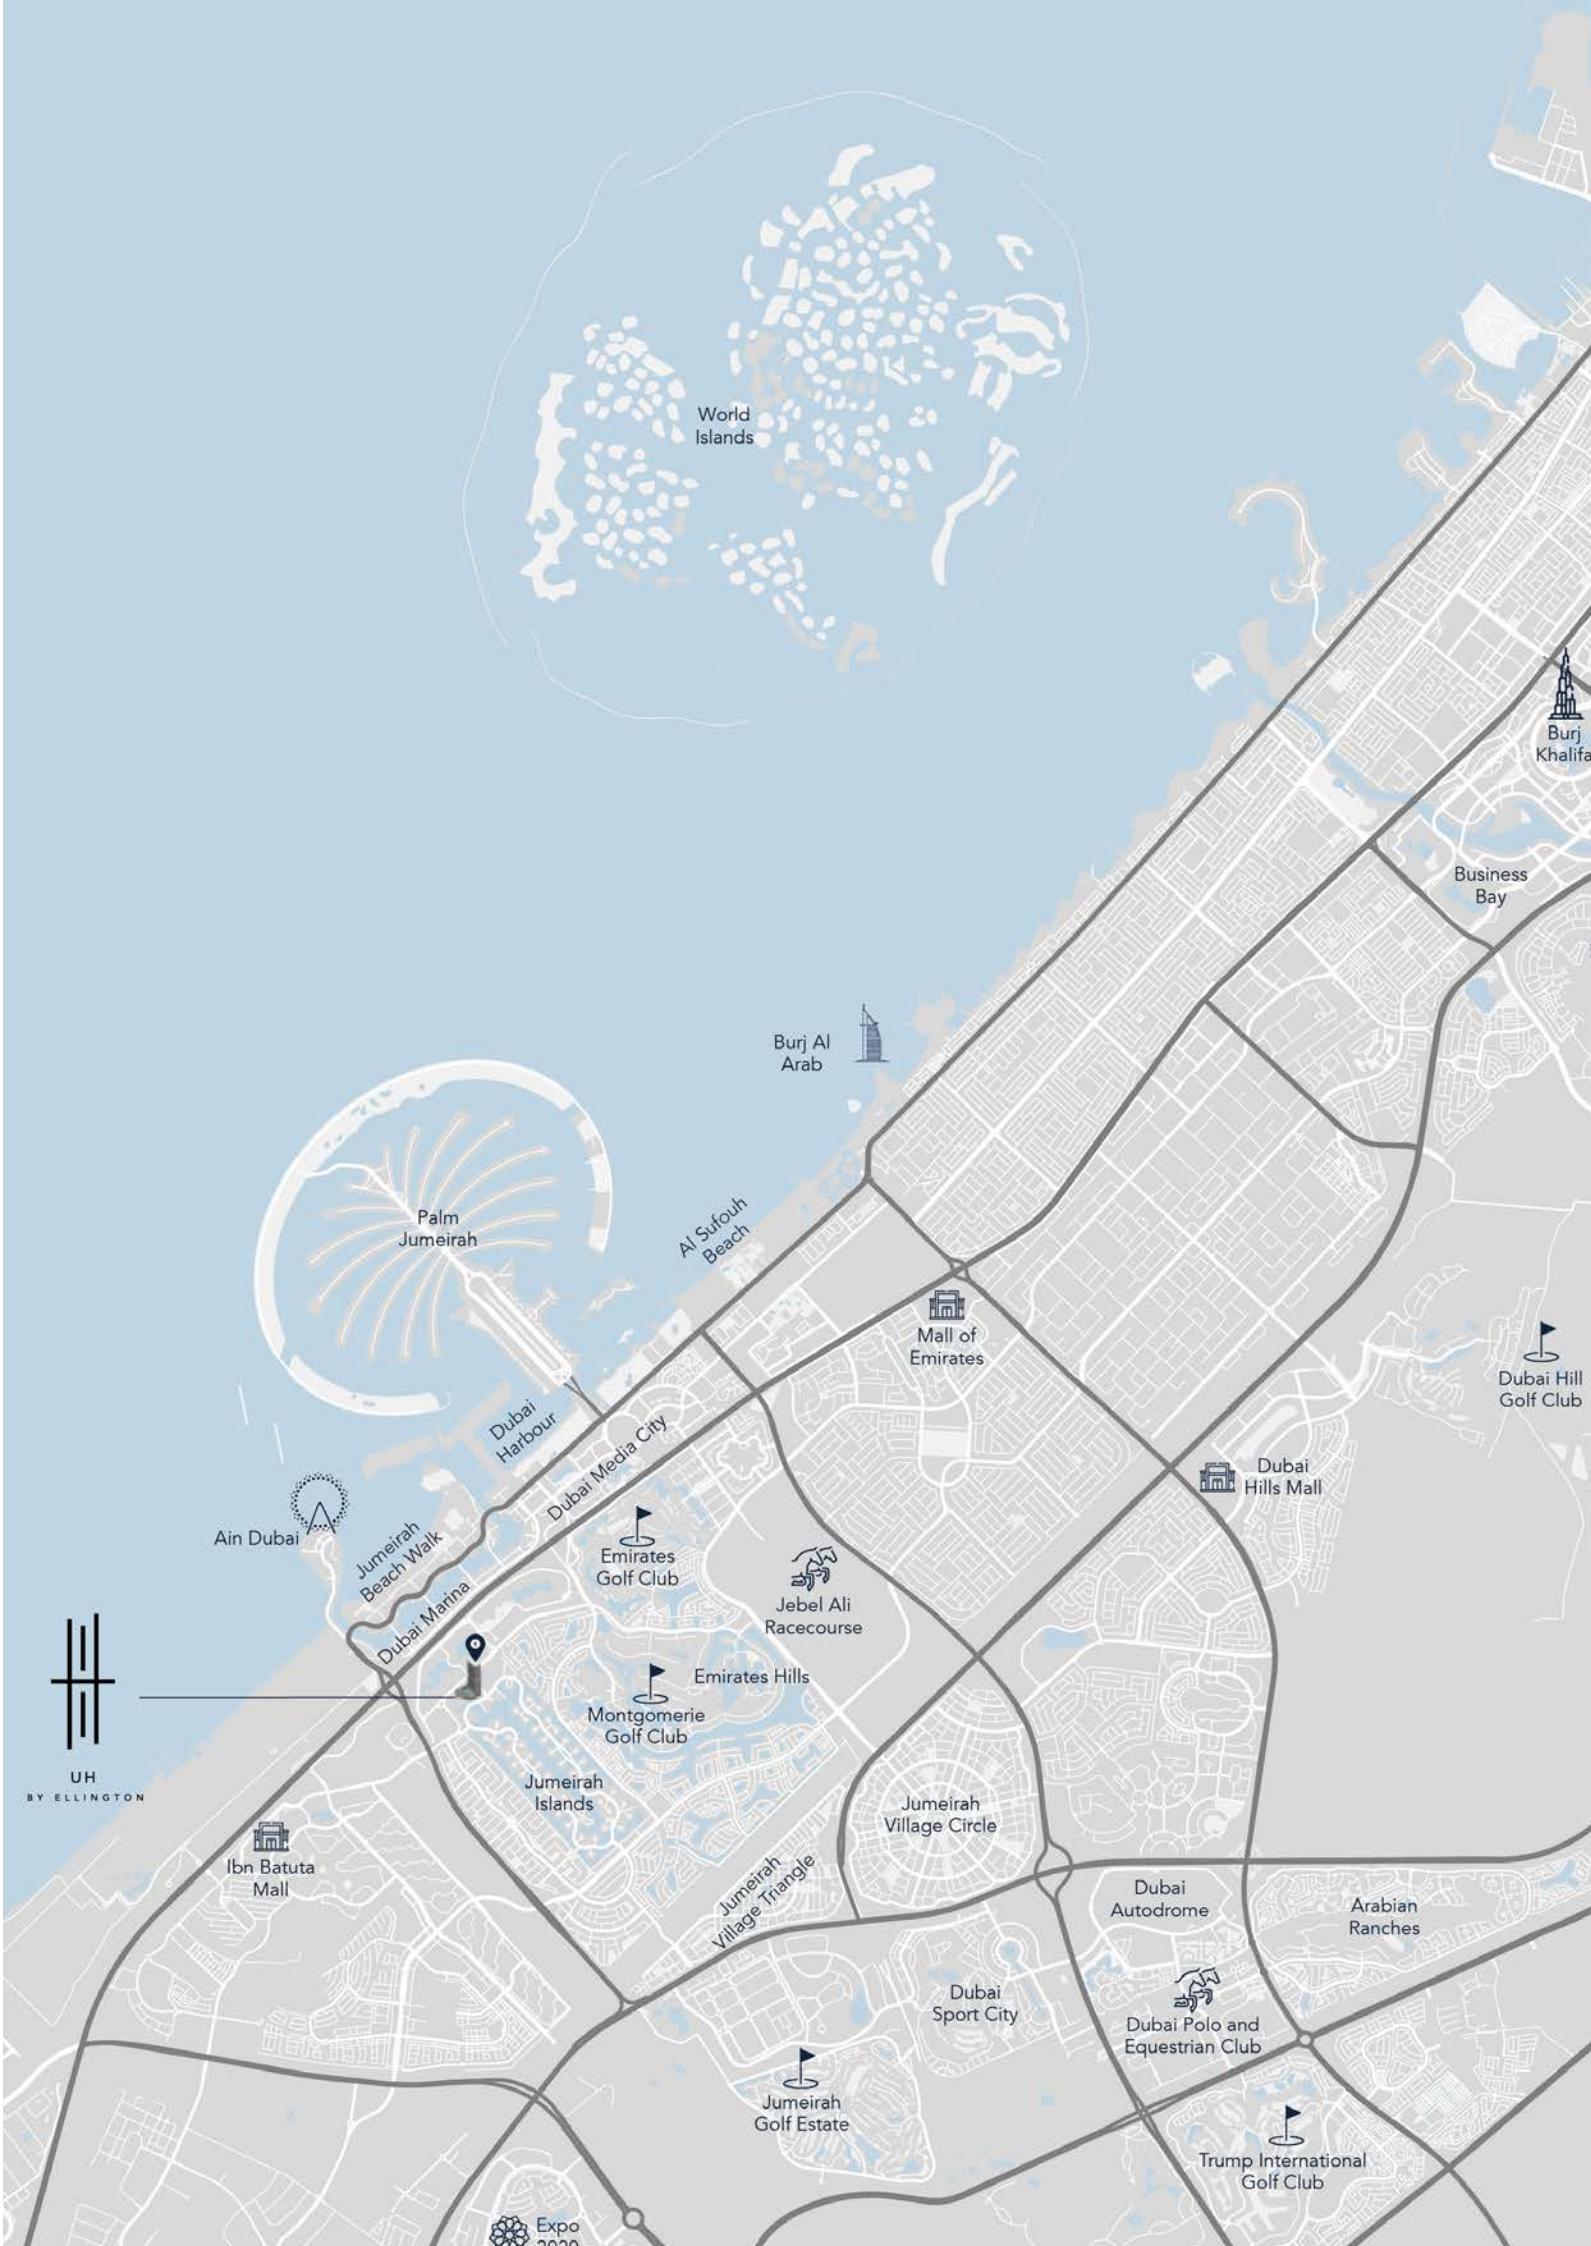 World
Islands
Burj
Khalifa
Business
Bay
Burj Al
Arab
Palm
Jumeirah
Al Sufouh
Beach
Mall of
Emirates
Dubai Hill
Golf Club
Dubai
Harbour
Dubai Media City
Dubai
Hills Mall
Ain Dubai
Jumeirah
Beach Walk
Emirates
Golf Club
Jebel Ali
Racecourse
Dubai Marina
Emirates Hills
Montgomerie
Golf Club
UH
BY ELLINGTON
Jumeirah
Islands
Jumeirah
Village Circle
Ibn Batuta
Mall
Jumeirah
Village Triangle
Dubai
Autodrome
Arabian
Ranches
Dubai
Sport City
Dubai Polo and
Equestrian Club
Jumeirah
Golf Estate
Trump International
Golf Club
Expo
2020